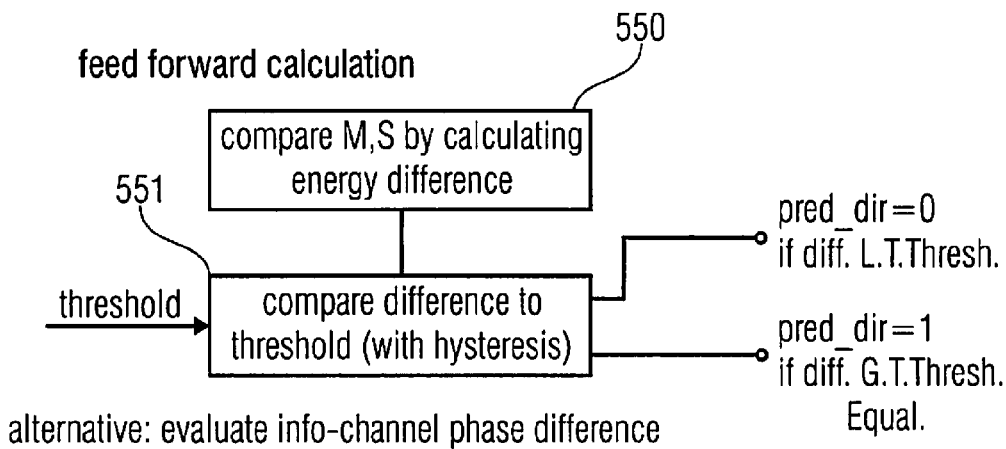 550
feed forward calculation
compare M,S by calculating
energy difference
551
threshold
compare difference to
threshold (with hysteresis)
pred_dir=0
if diff. L.T.Thresh.
pred_dir=1
if diff. G.T.Thresh.
Equal.
alternative: evaluate info-channel phase difference